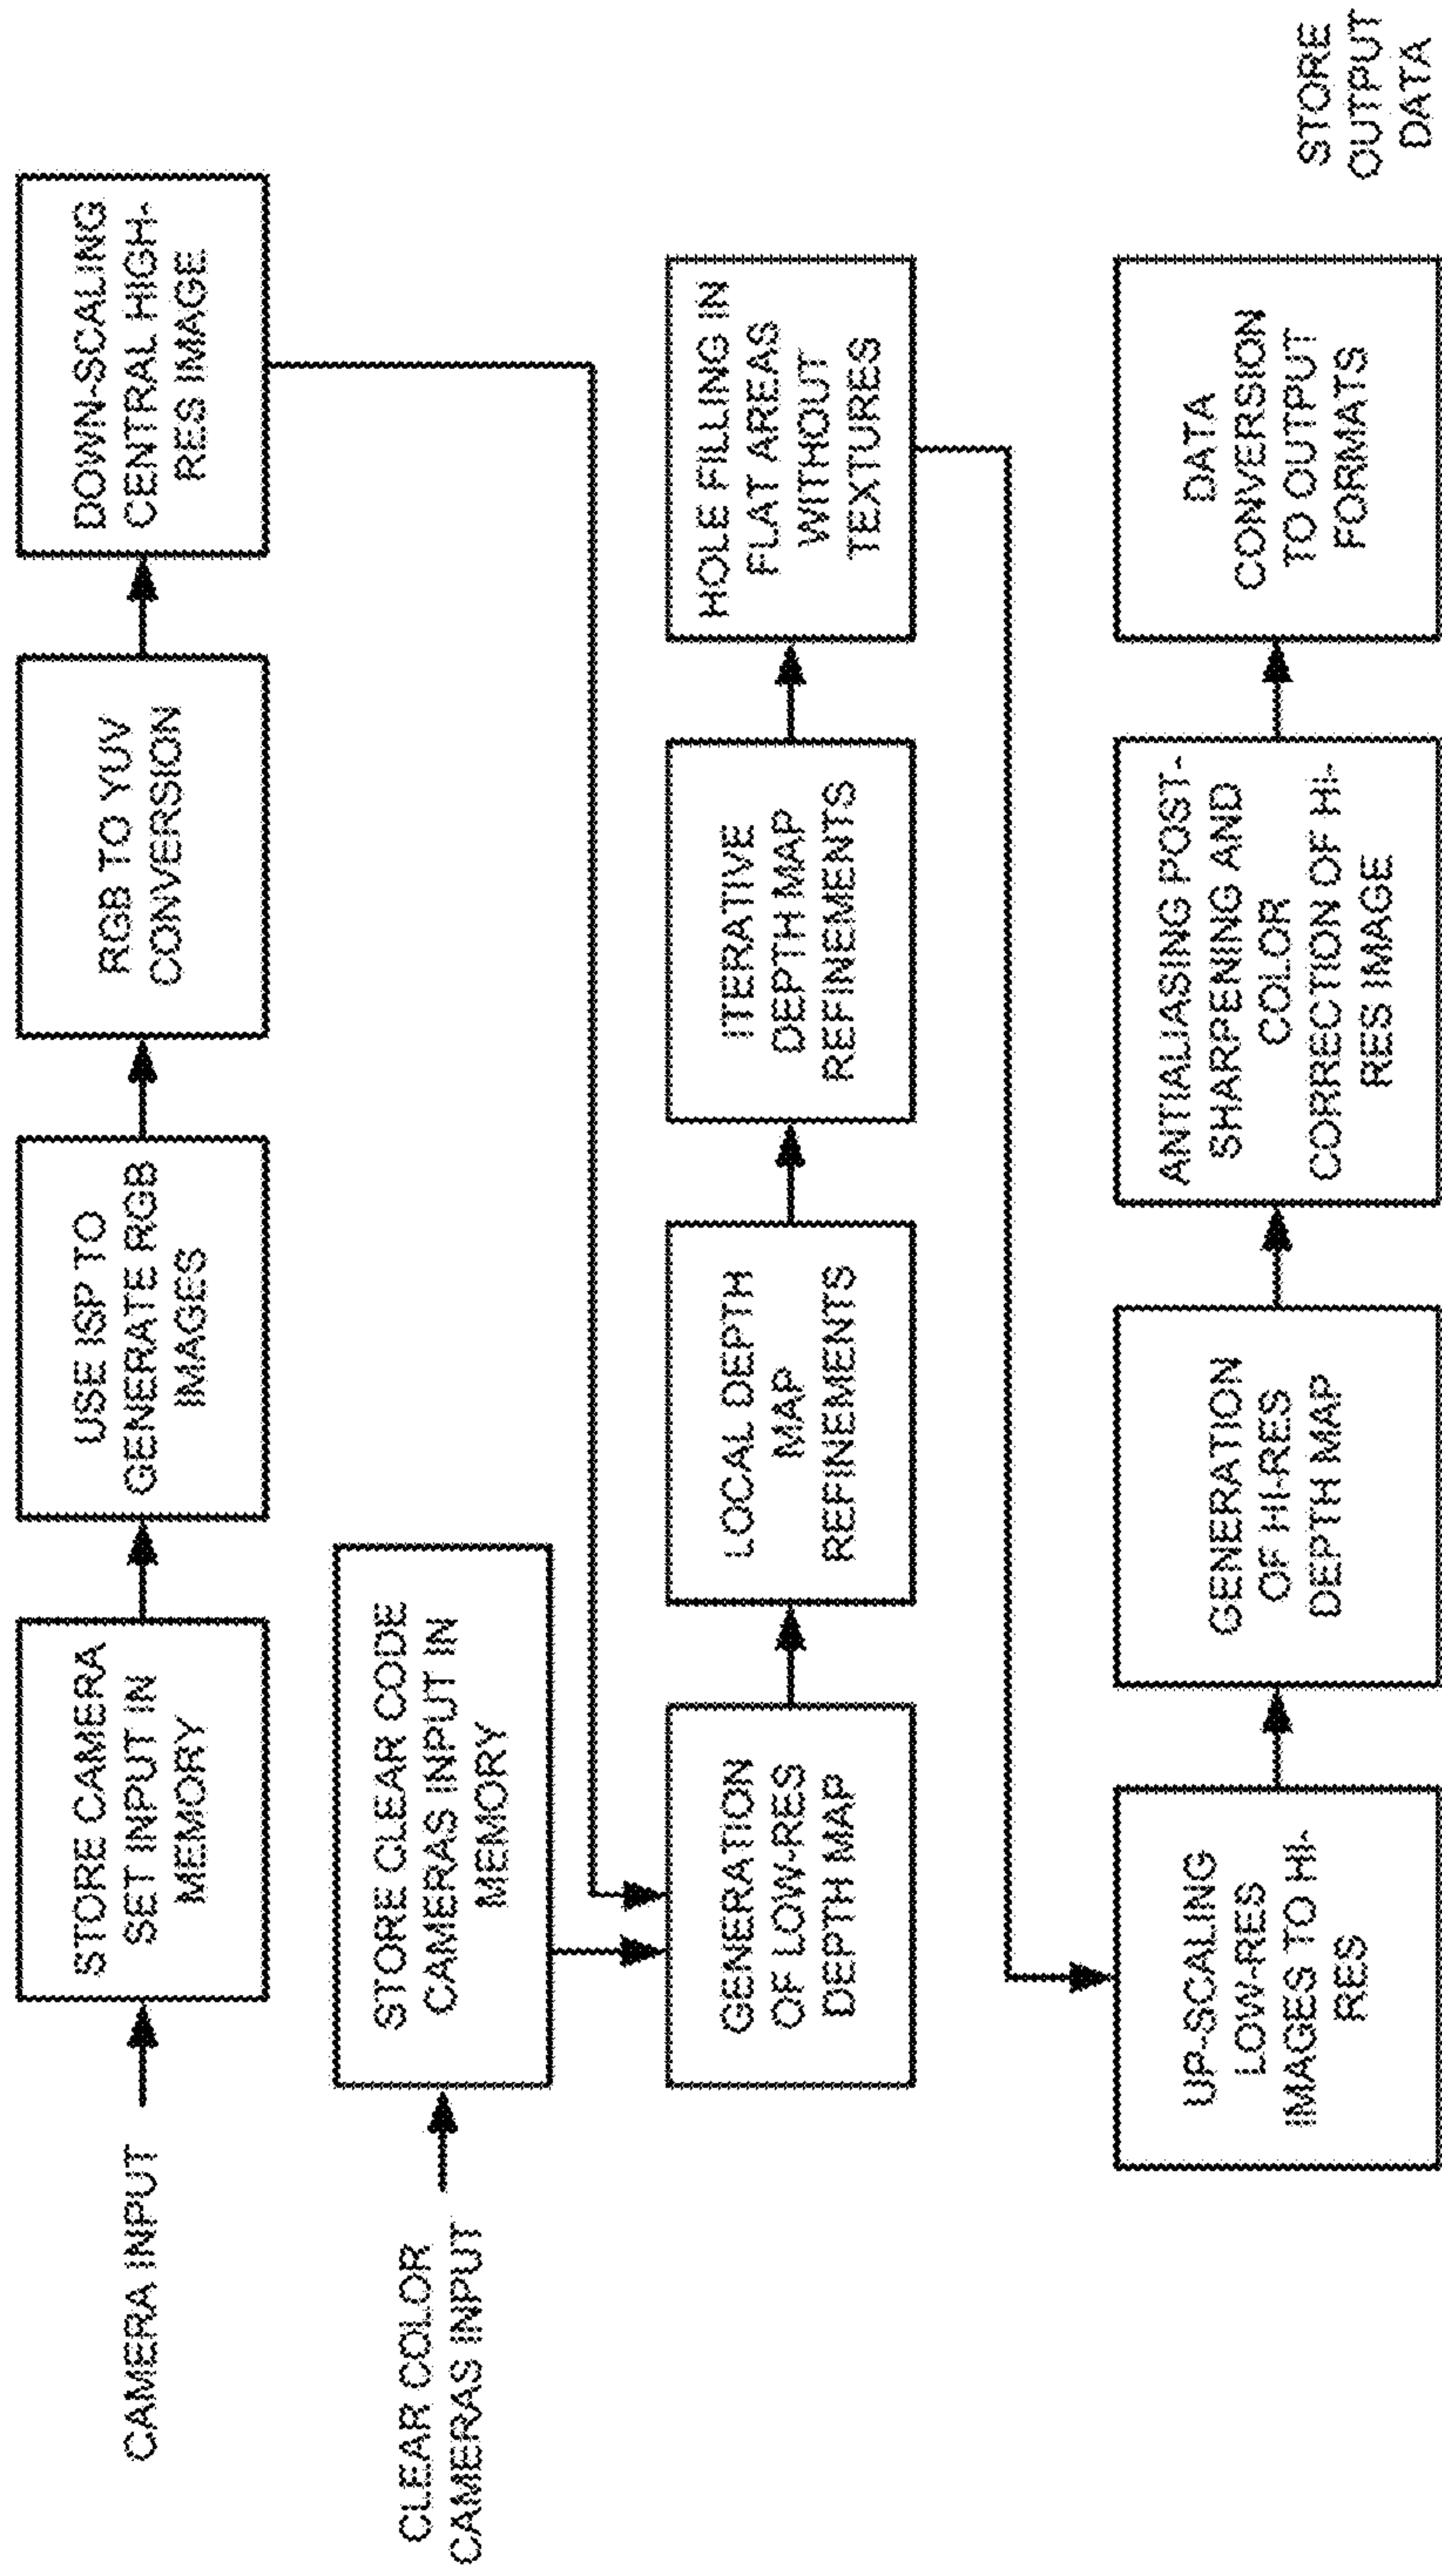 CAMERA INPUT
STORE CAMERA
SET INPUT IN
MEMORY
USE ISP TO
GENERATE RGB
IMAGES
RGB TO YUV
CONVERSION
DOWN-SCALING
CENTRAL HIGH-
RES IMAGE
CLEAR COLOR
CAMERAS INPUT
STORE CLEAR CODE
CAMERAS INPUT IN
MEMORY
GENERATION
OF LOW-RES
DEPTH MAP
LOCAL DEPTH
MAP
REFINEMENTS
ITERATIVE
DEPTH MAP
REFINEMENTS
HOLE FILLING IN
FLAT AREAS
WITHOUT
TEXTURES
UP-SCALING
LOW-RES
IMAGES TO HI-
RES
GENERATION
OF HI-RES
DEPTH MAP
ANTIALIASING POST-
SHARPENING AND
COLOR
CORRECTION OF HI-
RES IMAGE
DATA
CONVERSION
TO OUTPUT
FORMATS
STORE
OUTPUT
DATA